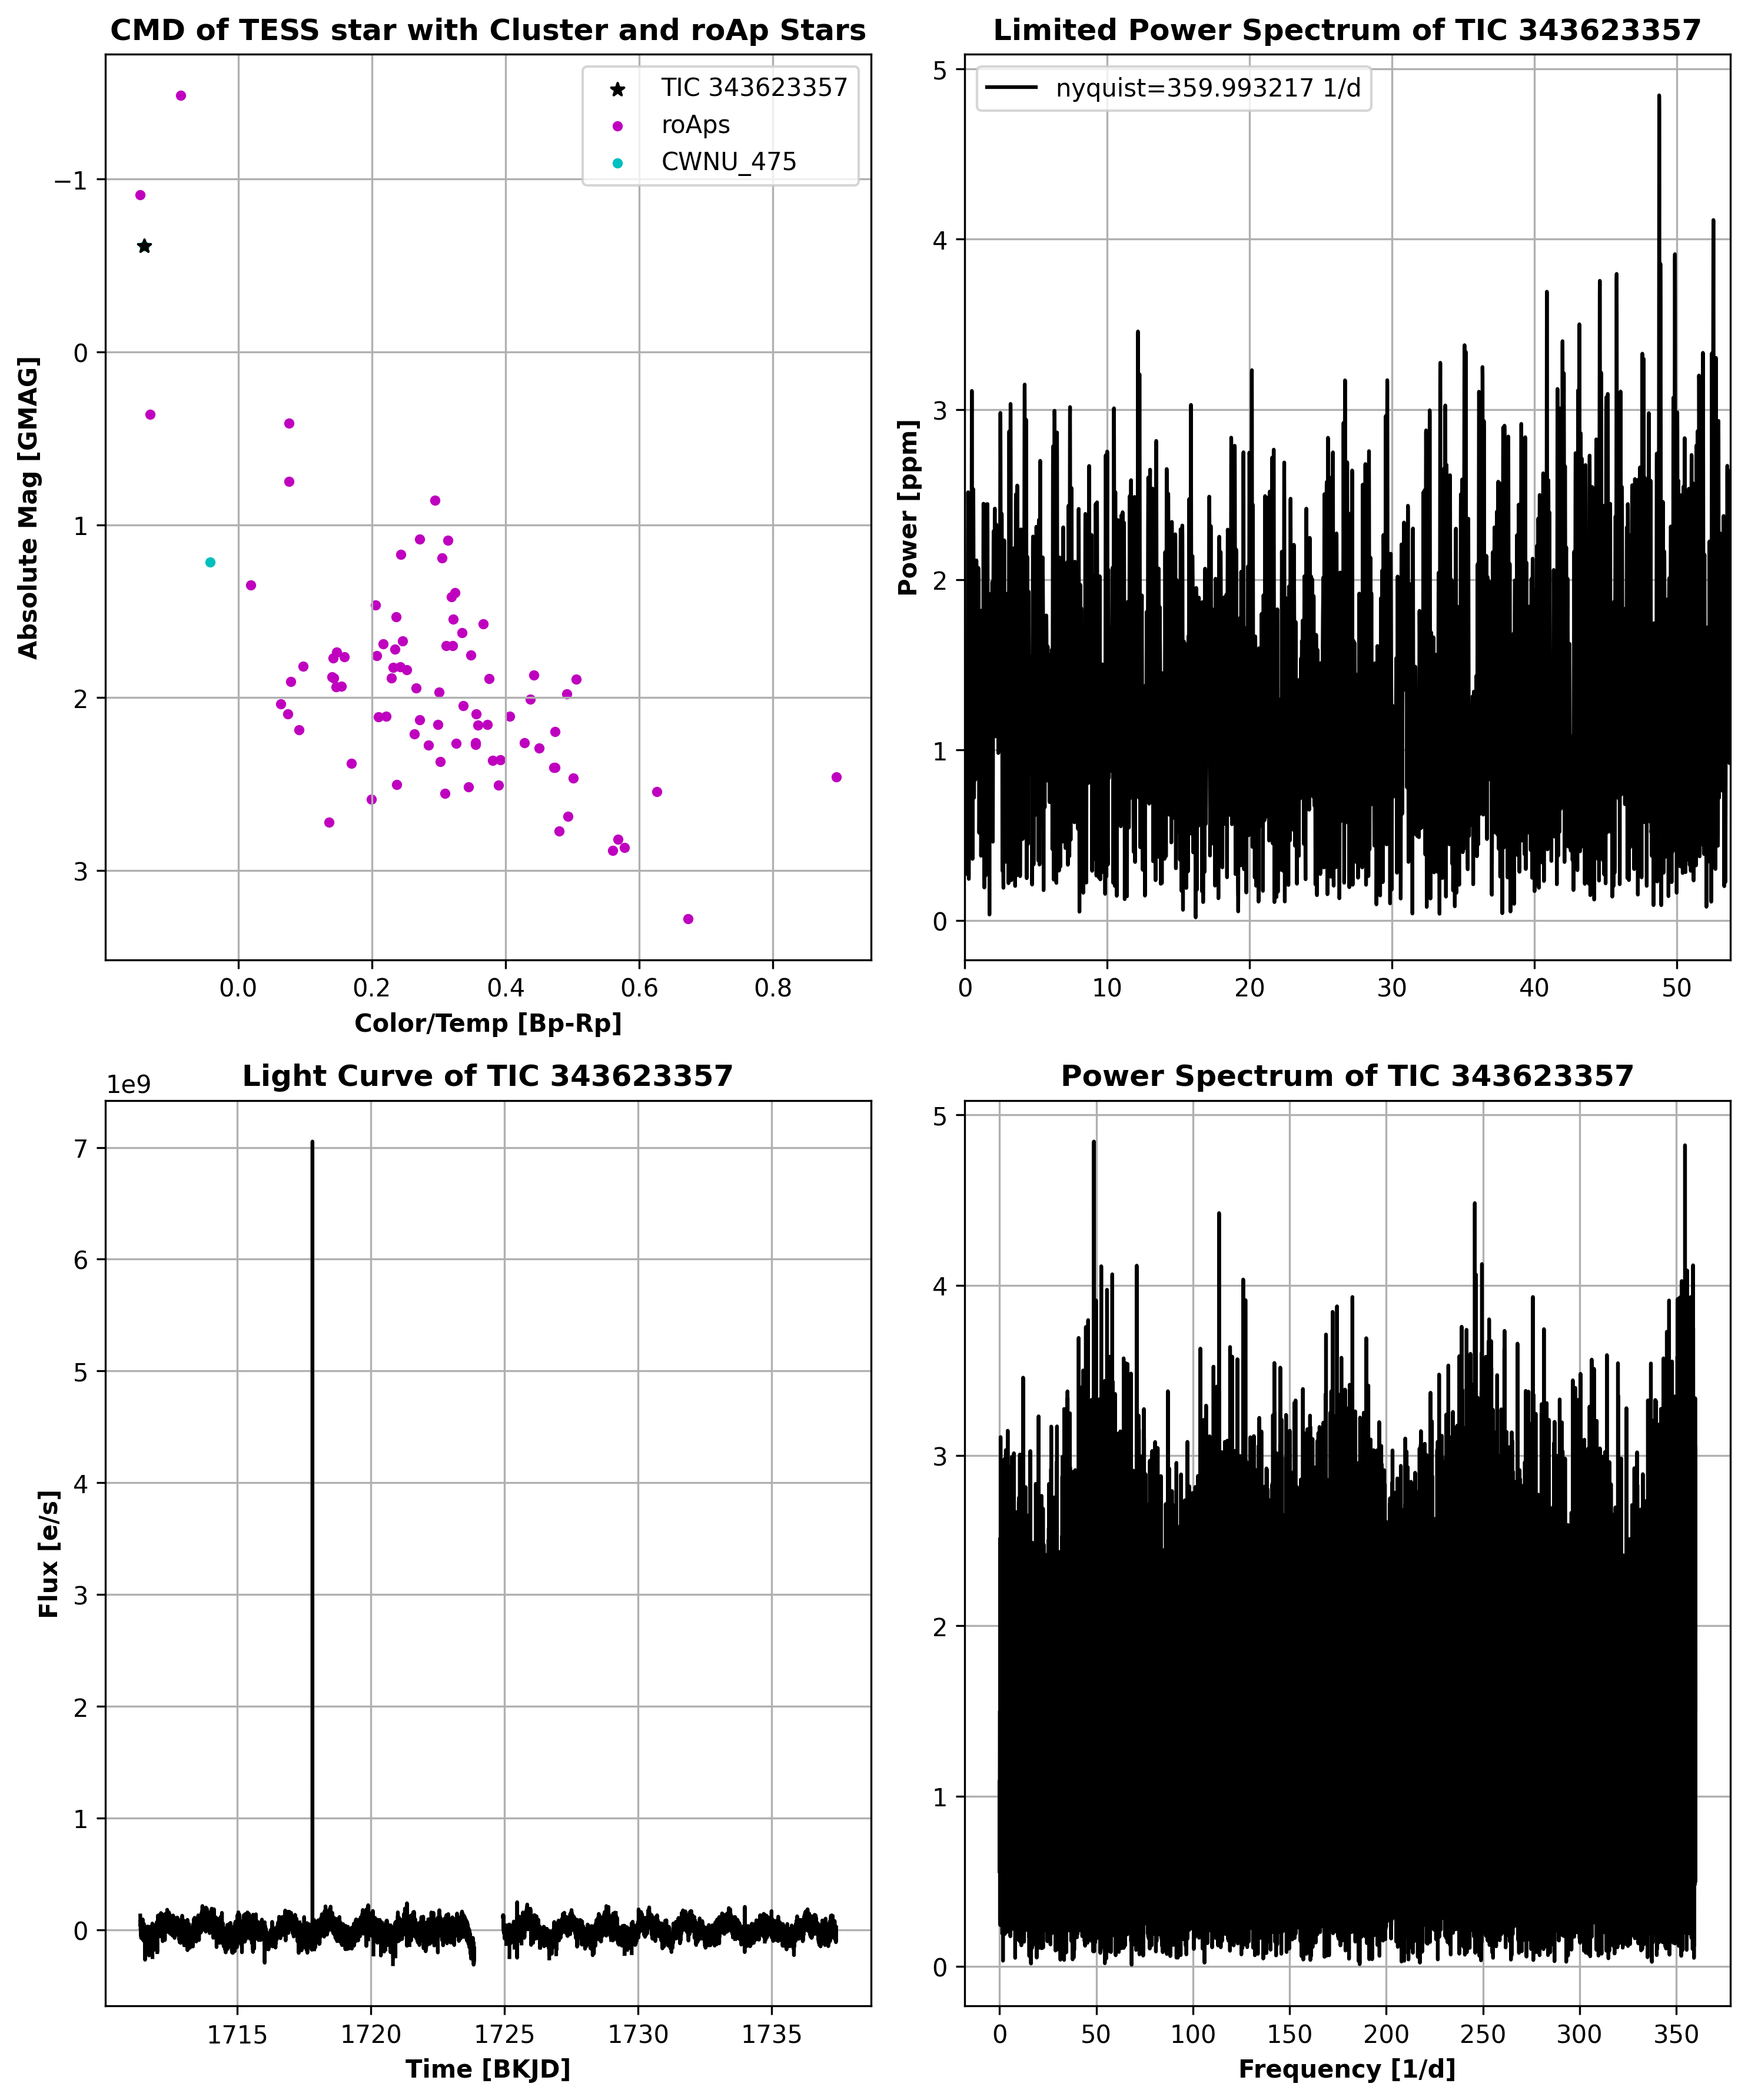 CMD of TESS star with Cluster and roAp Stars
TIC 343623357
roAps
CWNU_475
−1
0
1
2
3
Absolute Mag [GMAG]
0.0 0.2 0.4 0.6 0.8
Color/Temp [Bp-Rp]
Limited Power Spectrum of TIC 343623357
nyquist=359.993217 1/d
5
4
3
2
1
0
Power [ppm]
0 10 20 30 40 50
Light Curve of TIC 343623357
1e9
7
6
5
4
3
2
1
0
Flux [e/s]
1715 1720 1725 1730 1735
Time [BKJD]
Power Spectrum of TIC 343623357
5
4
3
2
1
0
0 50 100 150 200 250 300 350
Frequency [1/d]